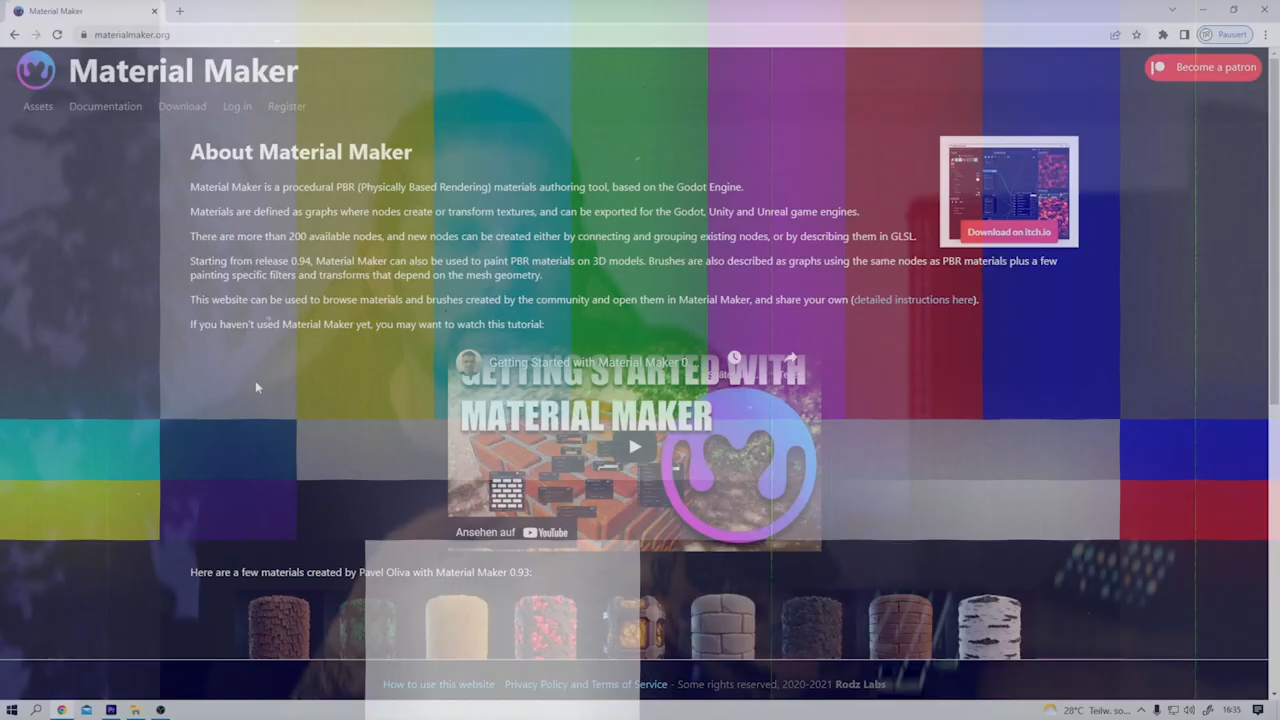 Material Maker
materialmaker.org
Pausiert
Material Maker
Become a patron
Assets
Documentation
Download
Log in
Register
About Material Maker
Material Maker is a procedural PBR (Physically Based Rendering) materials authoring tool, based on the Godot Engine.
Materials are defined as graphs where nodes create or transform textures, and can be exported for the Godot, Unity and Unreal game engines.
There are more than 200 available nodes, and new nodes can be created either by connecting and grouping existing nodes, or by describing them in GLSL.
Download on itch.io
Starting from release 0.94, Material Maker can also be used to paint PBR materials on 3D models. Brushes are also described as graphs using the same nodes as PBR materials plus a few
painting specific filters and transforms that depend on the mesh geometry.
This website can be used to browse materials and brushes created by the community and open them in Material Maker, and share your own (detailed instructions here).
If you haven't used Material Maker yet, you may want to watch this tutorial:
Getting Started with Material Maker 0....
GETTING STARTED WITH
MATERIAL MAKER
Ansehen auf YouTube
Here are a few materials created by Pavel Oliva with Material Maker 0.93:
How to use this website Privacy Policy and Terms of Service - Some rights reserved, 2020-2021 Rodz Labs
28°C Teilw. so...
16:35